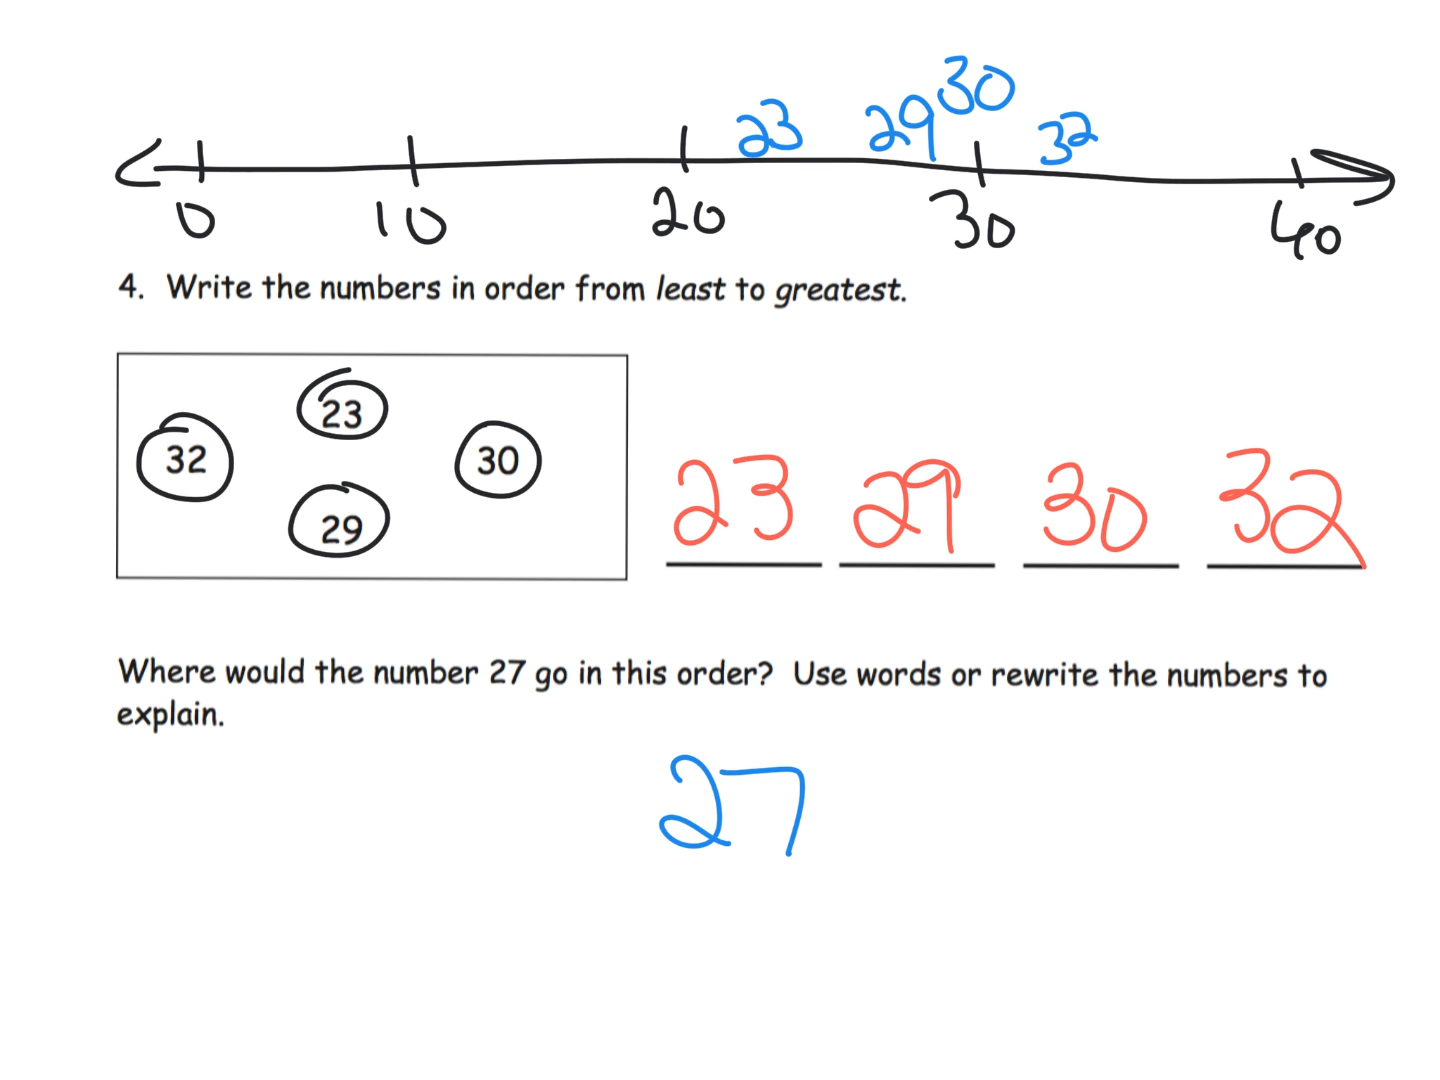 23 29 30 32
0 10 20 30 40
4. Write the numbers in order from least to greatest.
23
32 30
29
23 29 30 32
Where would the number 27 go in this order? Use words or rewrite the numbers to
explain.
27